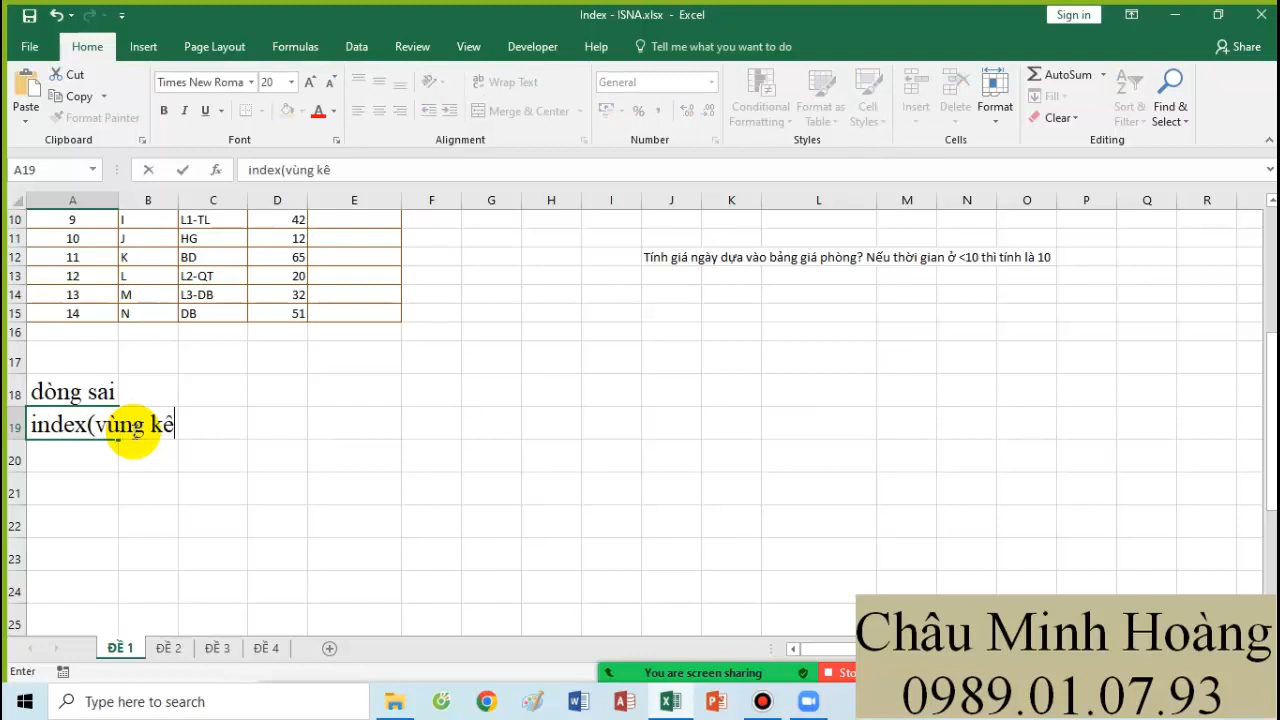 Index - ISNA.xlsx - Excel
Sign in
File Home Insert Page Layout Formulas Data Review View Developer Help Tell me what you want to do Share
Paste Cut Copy Format Painter Clipboard
Times New Roma 20 B I U A Font
Wrap Text Merge & Center Alignment
General % , Number
Conditional Formatting Format as Table Cell Styles Styles
Insert Delete Format Cells
AutoSum Fill Clear Sort & Filter Find & Select Editing
A19 fx index(vùng kê
A B C D E F G H I J K L M N O P Q R
10 9 I L1-TL 42
11 10 J HG 12
12 11 K BD 65 Tính giá ngày dựa vào bảng giá phòng? Nếu thời gian ở <10 thì tính là 10
13 12 L L2-QT 20
14 13 M L3-DB 32
15 14 N DB 51
16
17
18 dòng sai
19 index(vùng kê
20
21
22
23
24
25
ĐỀ 1 ĐỀ 2 ĐỀ 3 ĐỀ 4
Enter You are screen sharing Sto
Châu Minh Hoàng
0989.01.07.93
Type here to search